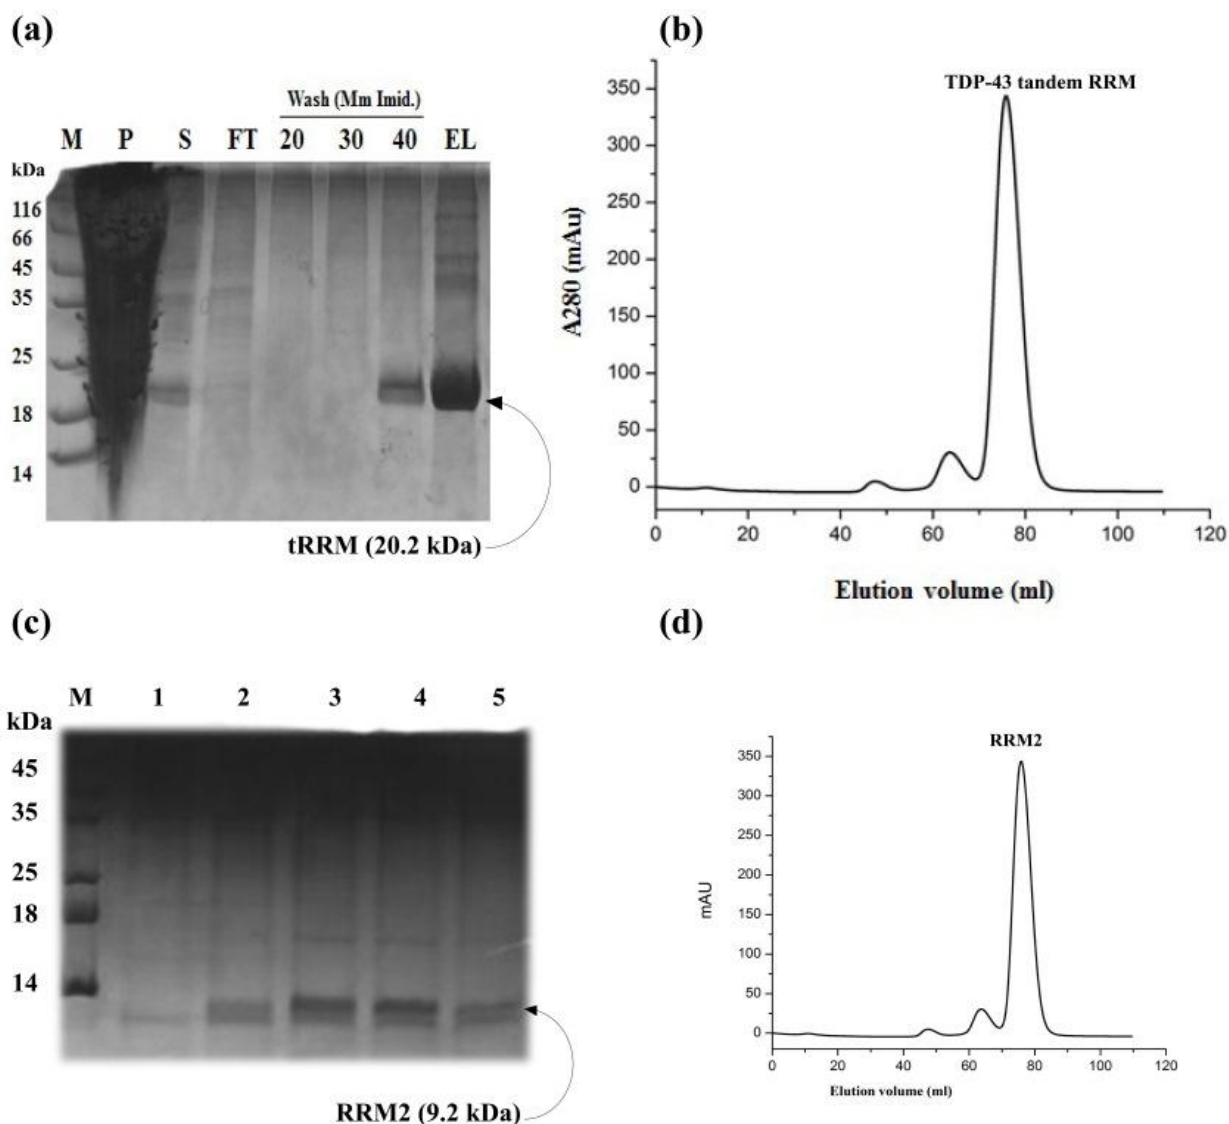 (a)
Wash (Mm Imid.)
M P S FT 20 30 40 EL
kDa
116
66
45
35
25
18
14
tRRM (20.2 kDa)
(b)
TDP-43 tandem RRM
350
300
250
200
150
100
50
0
A280 (mAu)
0 20 40 60 80 100 120
Elution volume (ml)
(c)
M 1 2 3 4 5
kDa
45
35
25
18
14
RRM2 (9.2 kDa)
(d)
RRM2
350
300
250
200
150
100
50
0
mAU
0 20 40 60 80 100 120
Elution volume (ml)